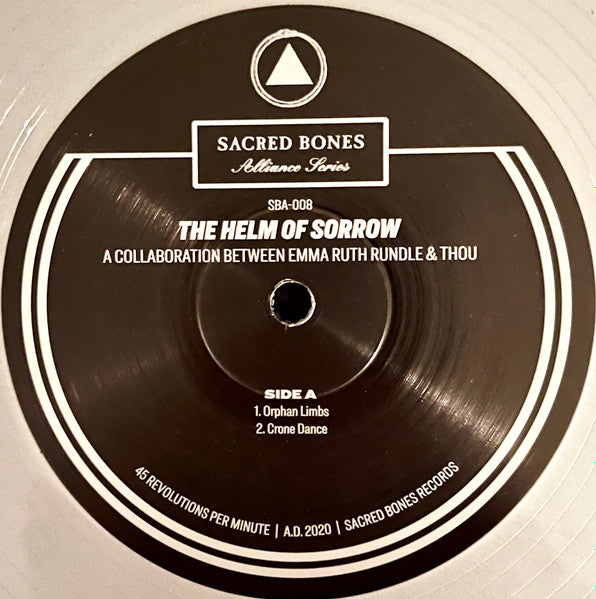 SACRED BONES
Alliance Series
SBA-008
THE HELM OF SORROW
A COLLABORATION BETWEEN EMMA RUTH RUNDLE & THOU
SIDE A
1. Orphan Limbs
2. Crone Dance
45 REVOLUTIONS PER MINUTE | A.D. 2020 | SACRED BONES RECORDS